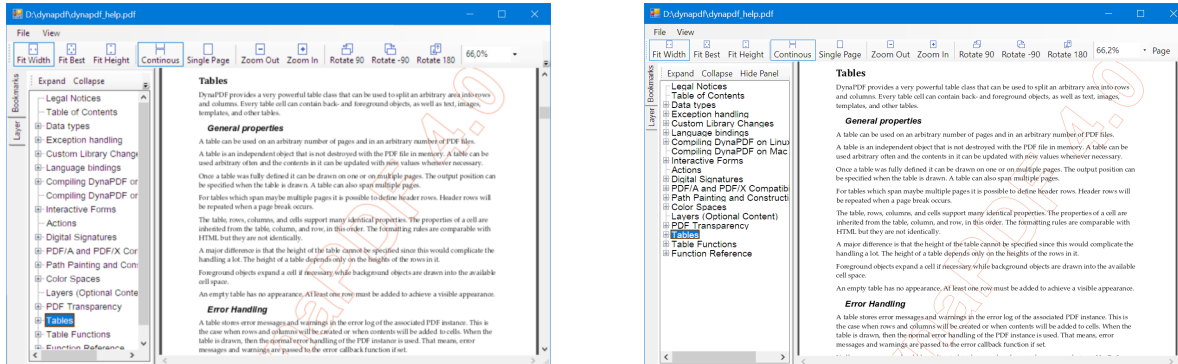 D:\dynapdf\dynapdf_help.pdf
File View
Fit Width Fit Best Fit Height Continous Single Page Zoom Out Zoom In Rotate 90 Rotate -90 Rotate 180 66,0%
Bookmarks
Layer
Expand Collapse
Legal Notices
Table of Contents
Data types
Exception handling
Custom Library Change
Language bindings
Compiling DynaPDF or
Compiling DynaPDF or
Interactive Forms
Actions
Digital Signatures
PDF/A and PDF/X Cor
Path Painting and Con
Color Spaces
Layers (Optional Conte
PDF Transparency
Tables
Table Functions
Function Reference
Tables
DynaPDF provides a very powerful table class that can be used to split an arbitrary area into rows
and columns. Every table cell can contain back- and foreground objects, as well as text, images,
templates, and other tables.
General properties
A table can be used on an arbitrary number of pages and in an arbitrary number of PDF files.
A table is an independent object that is not destroyed with the PDF file in memory. A table can be
used arbitrary often and the contents in it can be updated with new values whenever necessary.
Once a table was fully defined it can be drawn on one or on multiple pages. The output position can
be specified when the table is drawn. A table can also span multiple pages.
For tables which span maybe multiple pages it is possible to define header rows. Header rows will
be repeated when a page break occurs.
The table, rows, columns, and cells support many identical properties. The properties of a cell are
inherited from the table, column, and row, in this order. The formatting rules are comparable with
HTML but they are not identically.
A major difference is that the height of the table cannot be specified since this would complicate the
handling a lot. The height of a table depends only on the heights of the rows in it.
Foreground objects expand a cell if necessary while background objects are drawn into the available
cell space.
An empty table has no appearance. At least one row must be added to achieve a visible appearance.
Error Handling
A table stores error messages and warnings in the error log of the associated PDF instance. This is
the case when rows and columns will be created or when contents will be added to cells. When the
table is drawn, then the normal error handling of the PDF instance is used. That means, error
messages and warnings are passed to the error callback function if set.
D:\dynapdf\dynapdf_help.pdf
File View
Fit Width Fit Best Fit Height Continous Single Page Zoom Out Zoom In Rotate 90 Rotate -90 Rotate 180 66.2% Page
Bookmarks
Layer
Expand Collapse Hide Panel
Legal Notices
Table of Contents
Data types
Exception handling
Custom Library Changes
Language bindings
Compiling DynaPDF on Linux
Compiling DynaPDF on Mac
Interactive Forms
Actions
Digital Signatures
PDF/A and PDF/X Compatibi
Path Painting and Constructi
Color Spaces
Layers (Optional Content)
PDF Transparency
Tables
Table Functions
Function Reference
Tables
DynaPDF provides a very powerful table class that can be used to split an arbitrary area into rows
and columns. Every table cell can contain back- and foreground objects, as well as text, images,
templates, and other tables.
General properties
A table can be used on an arbitrary number of pages and in an arbitrary number of PDF files.
A table is an independent object that is not destroyed with the PDF file in memory. A table can be
used arbitrary often and the contents in it can be updated with new values whenever necessary.
Once a table was fully defined it can be drawn on one or on multiple pages. The output position can
be specified when the table is drawn. A table can also span multiple pages.
For tables which span maybe multiple pages it is possible to define header rows. Header rows will
be repeated when a page break occurs.
The table, rows, columns, and cells support many identical properties. The properties of a cell are
inherited from the table, column, and row, in this order. The formatting rules are comparable with
HTML but they are not identically.
A major difference is that the height of the table cannot be specified since this would complicate the
handling a lot. The height of a table depends only on the heights of the rows in it.
Foreground objects expand a cell if necessary while background objects are drawn into the available
cell space.
An empty table has no appearance. At least one row must be added to achieve a visible appearance.
Error Handling
A table stores error messages and warnings in the error log of the associated PDF instance. This is
the case when rows and columns will be created or when contents will be added to cells. When the
table is drawn, then the normal error handling of the PDF instance is used. That means, error
messages and warnings are passed to the error callback function if set.